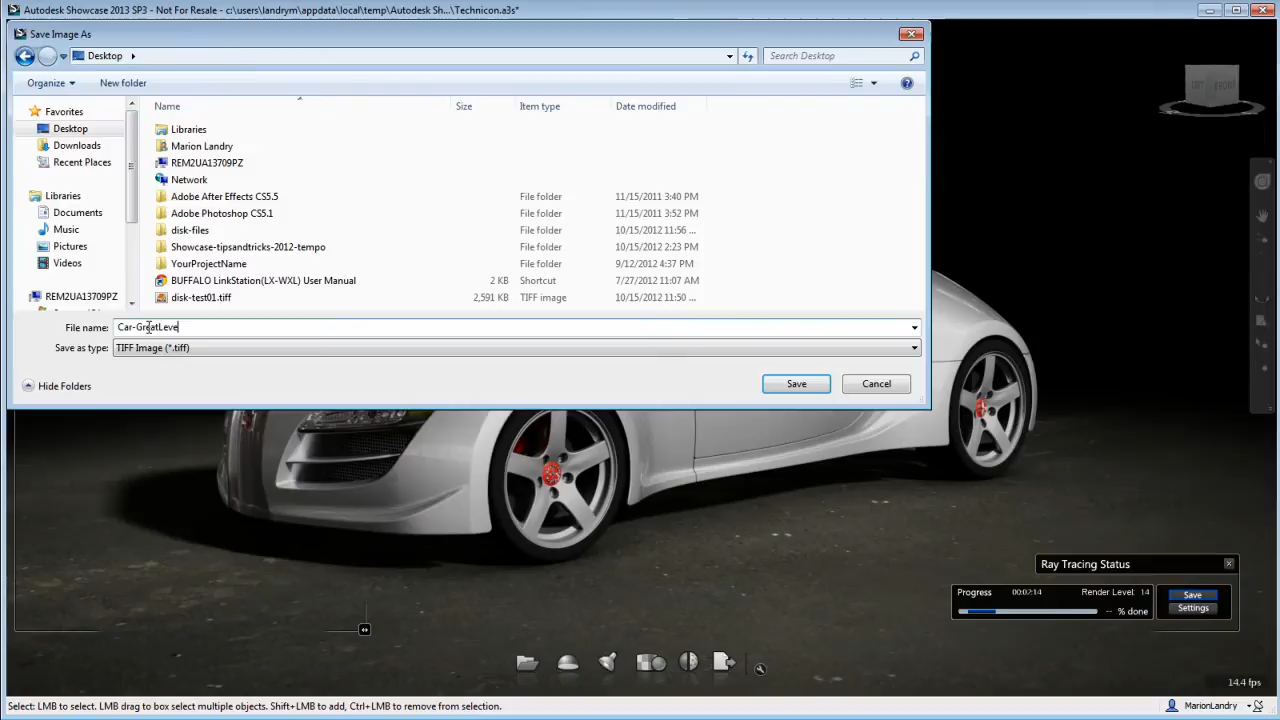 Autodesk Showcase 2013 SP3 - Not For Resale - c:\users\landrym\appdata\local\temp\Autodesk Sh...\Technicon.a3s*
Save Image As
Desktop
Search Desktop
Organize
New folder
Name Size Item type Date modified
Favorites
Desktop
Downloads
Recent Places
Libraries
Documents
Music
Pictures
Videos
REM2UA13709PZ
Libraries
Marion Landry
REM2UA13709PZ
Network
Adobe After Effects CS5.5 File folder 11/15/2011 3:40 PM
Adobe Photoshop CS5.1 File folder 11/15/2011 3:52 PM
disk-files File folder 10/15/2012 11:56 ...
Showcase-tipsandtricks-2012-tempo File folder 10/15/2012 2:23 PM
YourProjectName File folder 9/12/2012 4:37 PM
BUFFALO LinkStation(LX-WXL) User Manual 2 KB Shortcut 7/27/2012 11:07 AM
disk-test01.tiff 2,591 KB TIFF image 10/15/2012 11:50 ...
File name: Car-GreatLeve
Save as type: TIFF Image (*.tiff)
Hide Folders
Save
Cancel
FRONT
Ray Tracing Status
Progress 00:02:14 Render Level: 14
-- % done
Save
Settings
14.4 fps
Select: LMB to select. LMB drag to box select multiple objects. Shift+LMB to add, Ctrl+LMB to remove from selection.
MarionLandry